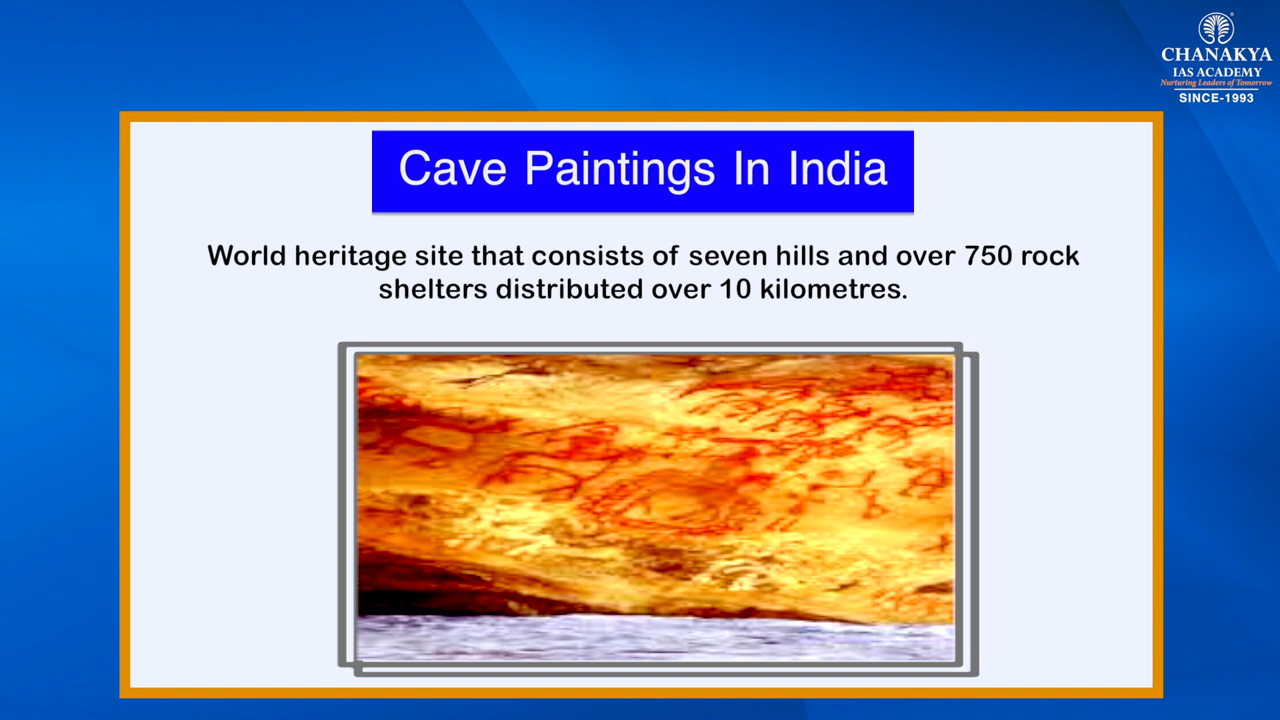 CHANAKYA
IAS ACADEMY
Nurturing Leaders of Tomorrow
SINCE-1993
Cave Paintings In India
World heritage site that consists of seven hills and over 750 rock
shelters distributed over 10 kilometres.